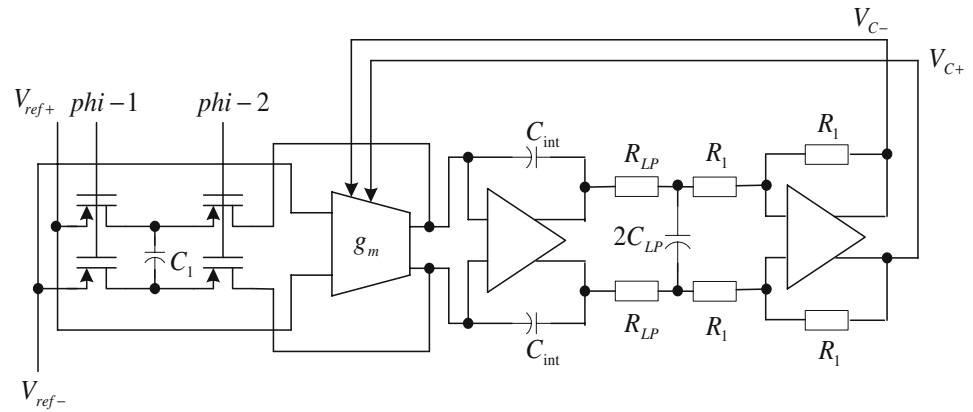 V_{C-}
V_{C+}
V_{ref+} phi-1 phi-2
C_{int} R_{LP} R_1 R_1
C_1 g_m 2C_{LP}
C_{int} R_{LP} R_1 R_1
V_{ref-}